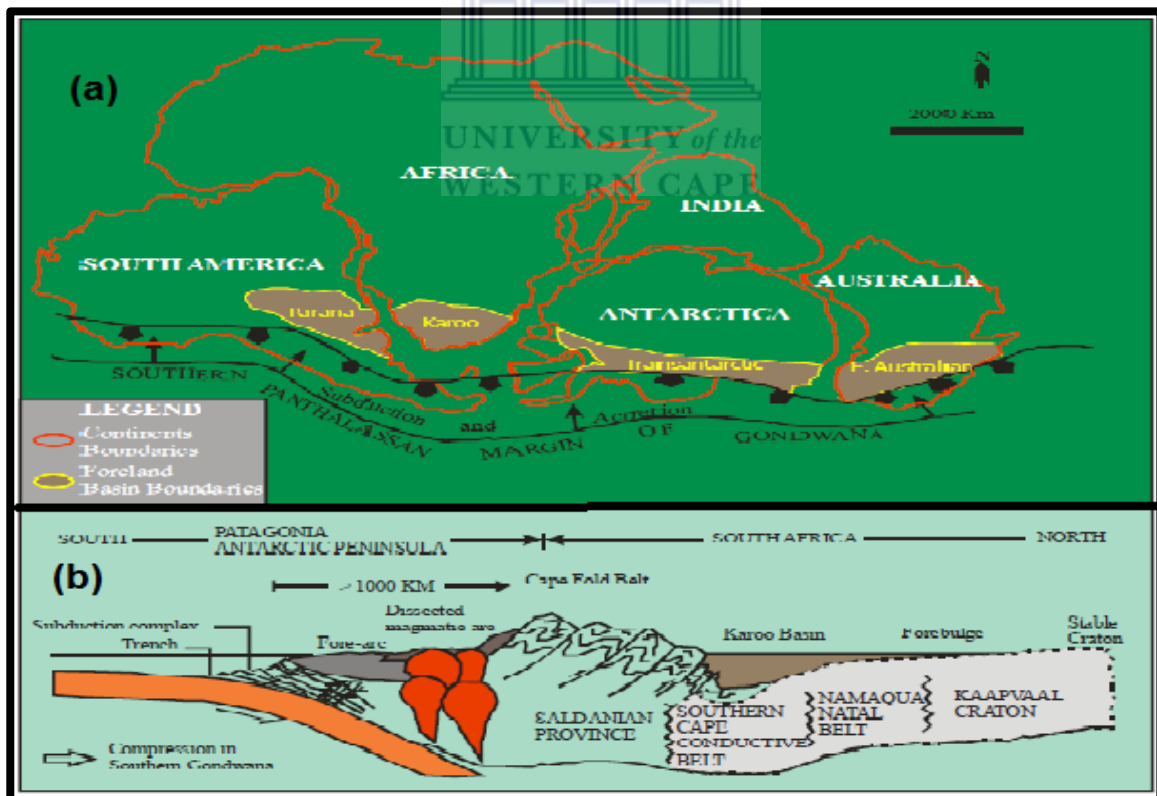 (a)
N
2000 Km
UNIVERSITY of the
WESTERN CAPE
AFRICA
INDIA
SOUTH AMERICA
AUSTRALIA
ANTARCTICA
Karoo
Transantarctic
E. Australian
SOUTHERN
PANTHALASSAN
MARGIN
OF
GONDWANA
Subduction
and
Accretion
LEGEND
Continents
Boundaries
Foreland
Basin Boundaries
(b)
SOUTH
PATAGONIA
ANTARCTIC PENINSULA
SOUTH AFRICA
NORTH
>1000 KM
Cape Fold Belt
Dissected
magmatic arc
Subduction complex
Trench
Fore-arc
Karoo Basin
Forebulge
Stable
Craton
SALDANIAN
PROVINCE
SOUTHERN
CAPE
CONDUCTIVE
BELT
NAMAQUA
NATAL
BELT
KAAPVAAL
CRATON
Compression in
Southern Gondwana